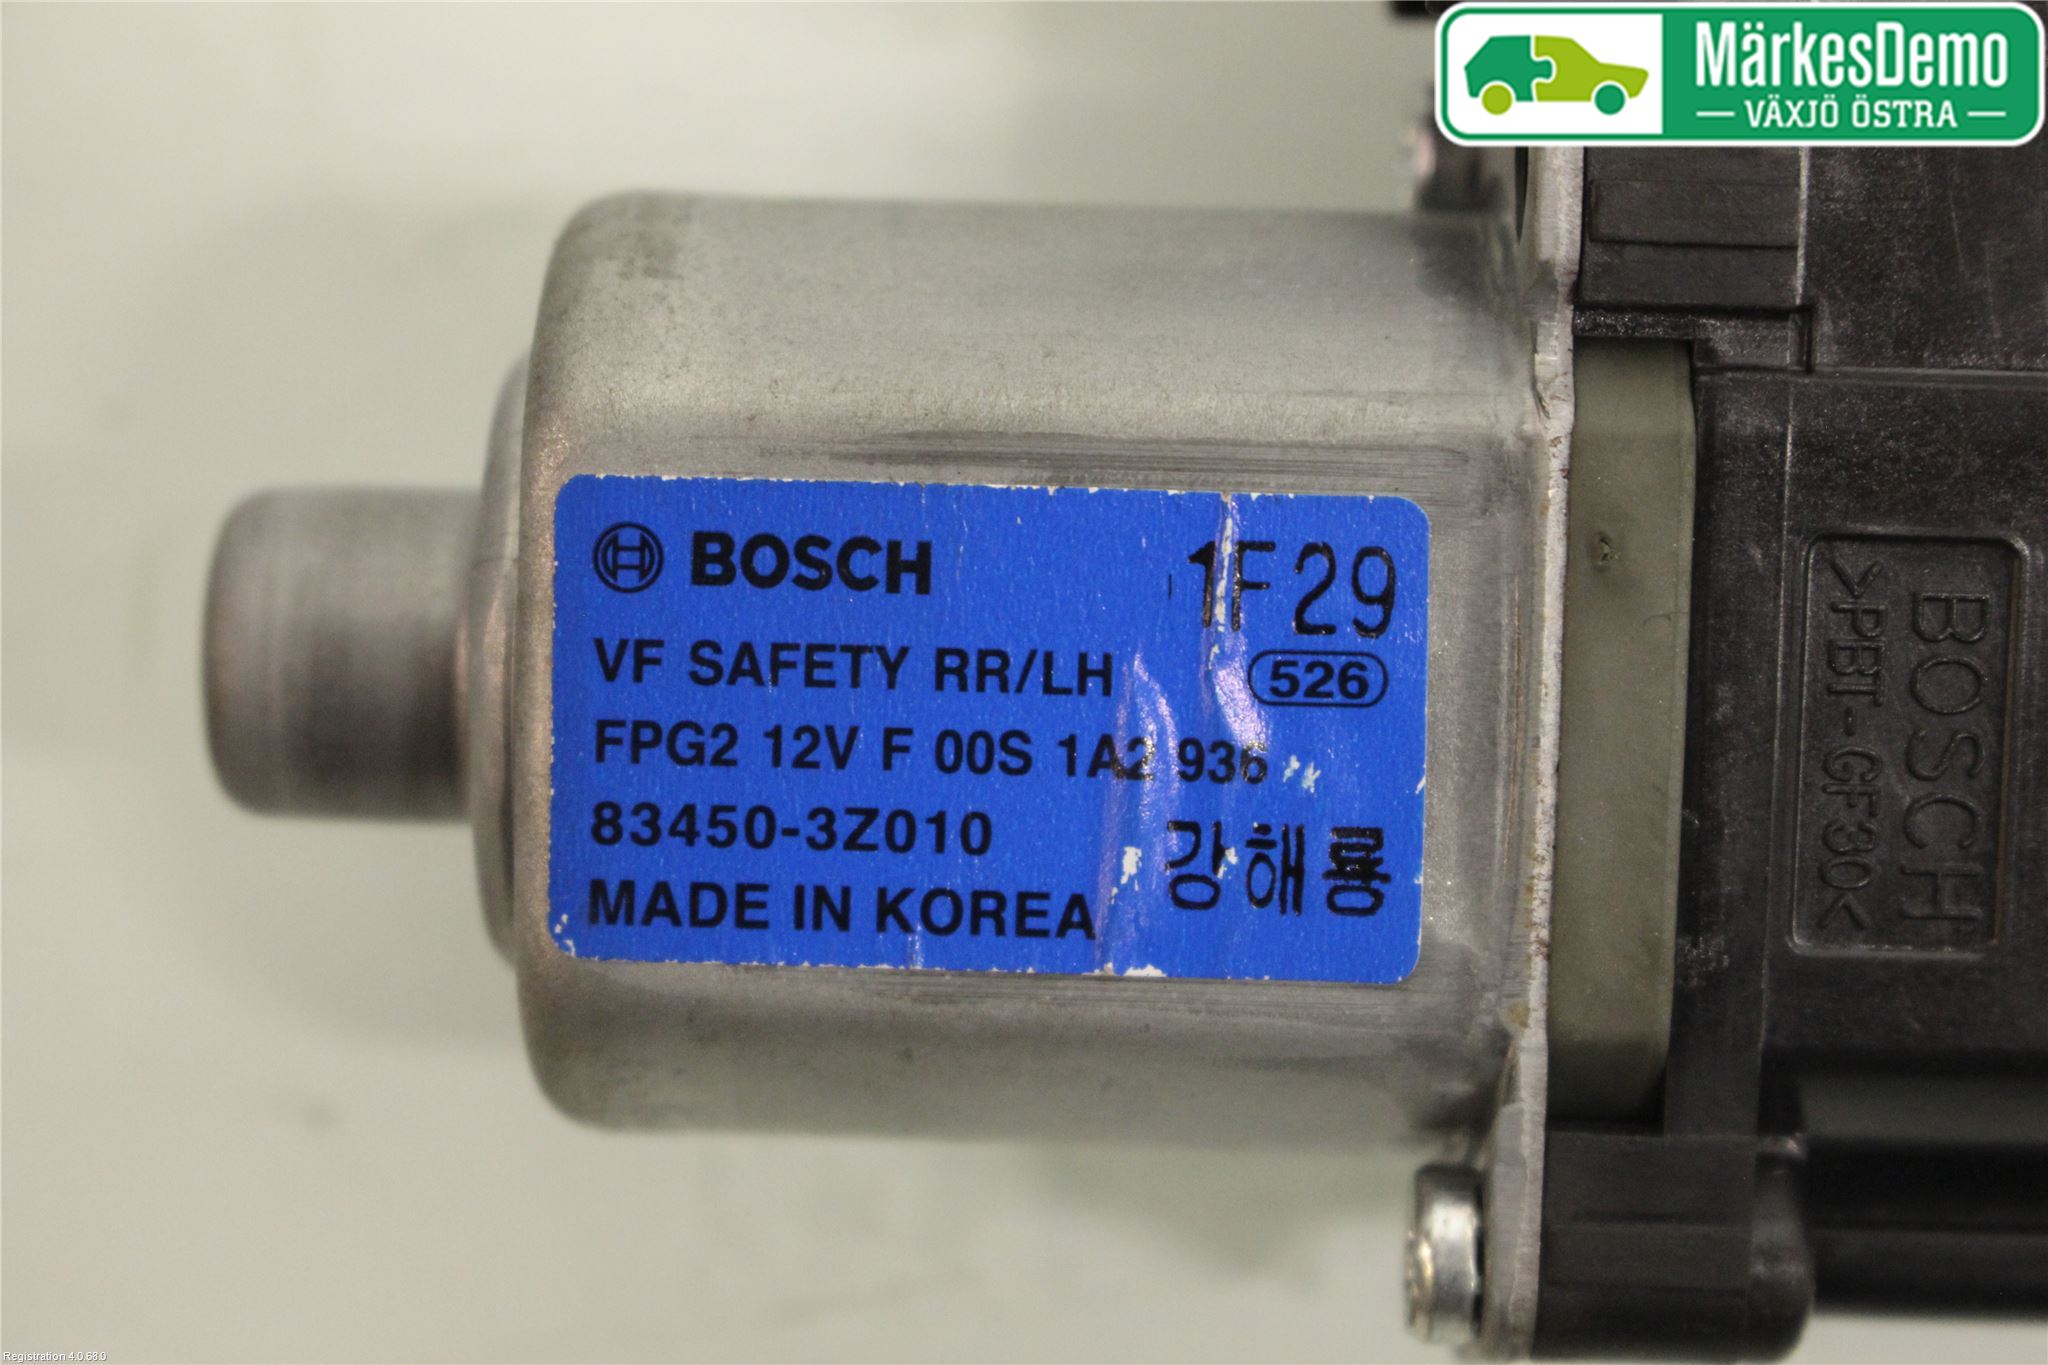 MärkesDemo
VÄXJÖ ÖSTRA
BOSCH 1F29
VF SAFETY RR/LH 526
FPG2 12V F 00S 1A2 936
83450-3Z010
강해룡
MADE IN KOREA
BOSCH
>PBT-GF30<
Registration 4.0.68.0